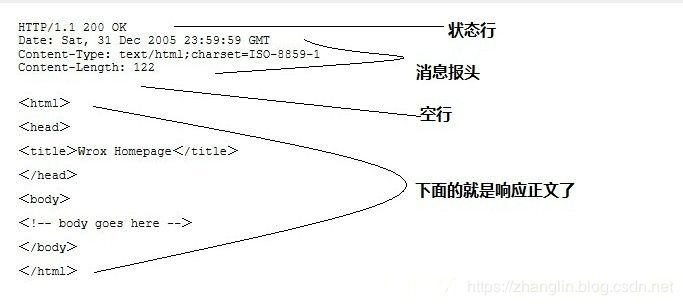 HTTP/1.1 200 OK
状态行
Date: Sat, 31 Dec 2005 23:59:59 GMT
Content-Type: text/html;charset=ISO-8859-1
Content-Length: 122
消息报头
空行
<html>
<head>
<title>Wrox Homepage</title>
</head>
<body>
下面的就是响应正文了
<!-- body goes here -->
</body>
</html>
https://zhanglin.blog.csdn.net